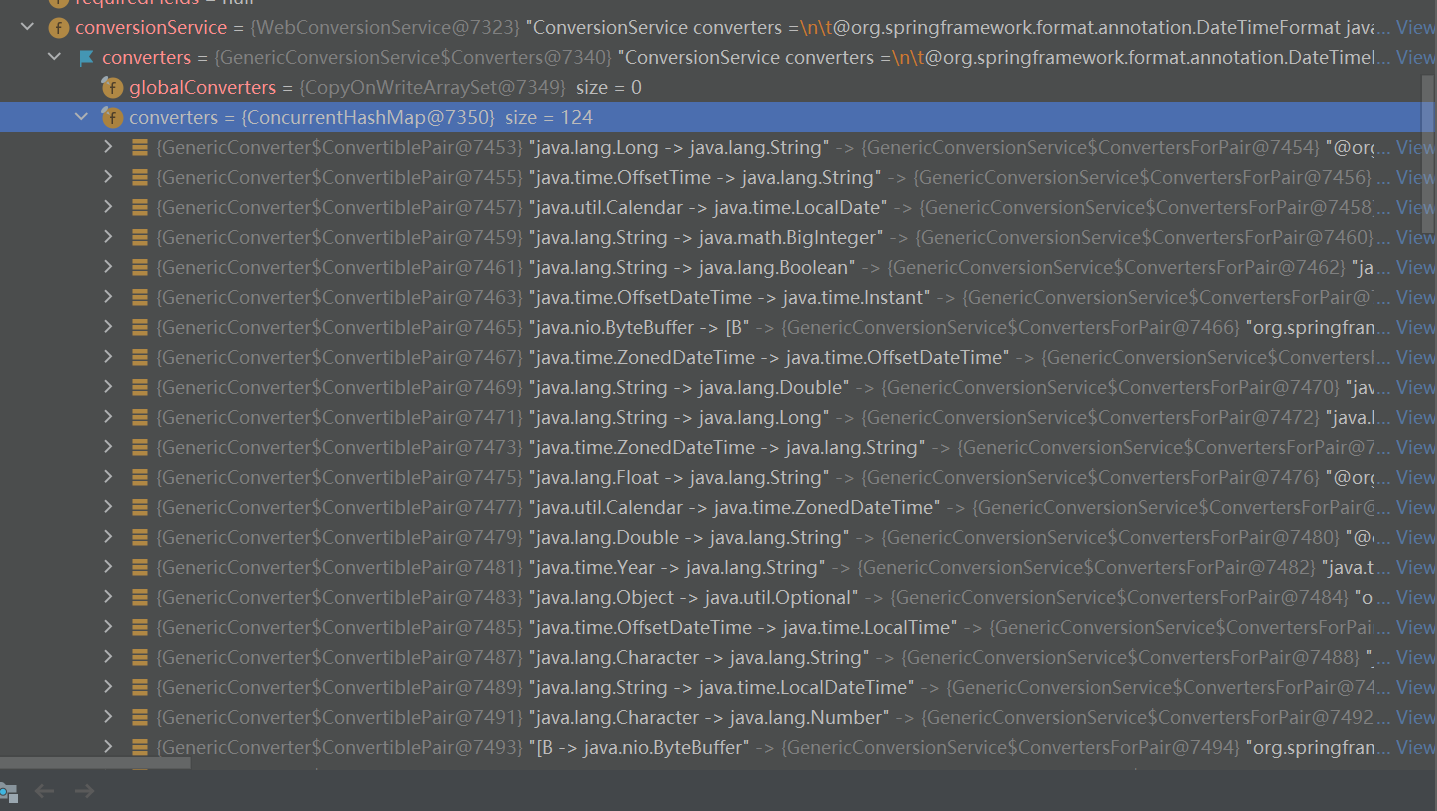 requiredFields = null
conversionService = {WebConversionService@7323} "ConversionService converters =\n\t@org.springframework.format.annotation.DateTimeFormat java... View
converters = {GenericConversionService$Converters@7340} "ConversionService converters =\n\t@org.springframework.format.annotation.DateTimeF... View
globalConverters = {CopyOnWriteArraySet@7349} size = 0
converters = {ConcurrentHashMap@7350} size = 124
{GenericConverter$ConvertiblePair@7453} "java.lang.Long -> java.lang.String" -> {GenericConversionService$ConvertersForPair@7454} "@org... View
{GenericConverter$ConvertiblePair@7455} "java.time.OffsetTime -> java.lang.String" -> {GenericConversionService$ConvertersForPair@7456} ... View
{GenericConverter$ConvertiblePair@7457} "java.util.Calendar -> java.time.LocalDate" -> {GenericConversionService$ConvertersForPair@7458} ... View
{GenericConverter$ConvertiblePair@7459} "java.lang.String -> java.math.BigInteger" -> {GenericConversionService$ConvertersForPair@7460} ... View
{GenericConverter$ConvertiblePair@7461} "java.lang.String -> java.lang.Boolean" -> {GenericConversionService$ConvertersForPair@7462} "ja... View
{GenericConverter$ConvertiblePair@7463} "java.time.OffsetDateTime -> java.time.Instant" -> {GenericConversionService$ConvertersForPair@7... View
{GenericConverter$ConvertiblePair@7465} "java.nio.ByteBuffer -> [B" -> {GenericConversionService$ConvertersForPair@7466} "org.springfran... View
{GenericConverter$ConvertiblePair@7467} "java.time.ZonedDateTime -> java.time.OffsetDateTime" -> {GenericConversionService$Converters... View
{GenericConverter$ConvertiblePair@7469} "java.lang.String -> java.lang.Double" -> {GenericConversionService$ConvertersForPair@7470} "jav... View
{GenericConverter$ConvertiblePair@7471} "java.lang.String -> java.lang.Long" -> {GenericConversionService$ConvertersForPair@7472} "java.l... View
{GenericConverter$ConvertiblePair@7473} "java.time.ZonedDateTime -> java.lang.String" -> {GenericConversionService$ConvertersForPair@7... View
{GenericConverter$ConvertiblePair@7475} "java.lang.Float -> java.lang.String" -> {GenericConversionService$ConvertersForPair@7476} "@org... View
{GenericConverter$ConvertiblePair@7477} "java.util.Calendar -> java.time.ZonedDateTime" -> {GenericConversionService$ConvertersForPair@... View
{GenericConverter$ConvertiblePair@7479} "java.lang.Double -> java.lang.String" -> {GenericConversionService$ConvertersForPair@7480} "@o... View
{GenericConverter$ConvertiblePair@7481} "java.time.Year -> java.lang.String" -> {GenericConversionService$ConvertersForPair@7482} "java.t... View
{GenericConverter$ConvertiblePair@7483} "java.lang.Object -> java.util.Optional" -> {GenericConversionService$ConvertersForPair@7484} "o... View
{GenericConverter$ConvertiblePair@7485} "java.time.OffsetDateTime -> java.time.LocalTime" -> {GenericConversionService$ConvertersForPai... View
{GenericConverter$ConvertiblePair@7487} "java.lang.Character -> java.lang.String" -> {GenericConversionService$ConvertersForPair@7488} "... View
{GenericConverter$ConvertiblePair@7489} "java.lang.String -> java.time.LocalDateTime" -> {GenericConversionService$ConvertersForPair@74... View
{GenericConverter$ConvertiblePair@7491} "java.lang.Character -> java.lang.Number" -> {GenericConversionService$ConvertersForPair@7492... View
{GenericConverter$ConvertiblePair@7493} "[B -> java.nio.ByteBuffer" -> {GenericConversionService$ConvertersForPair@7494} "org.springfran... View